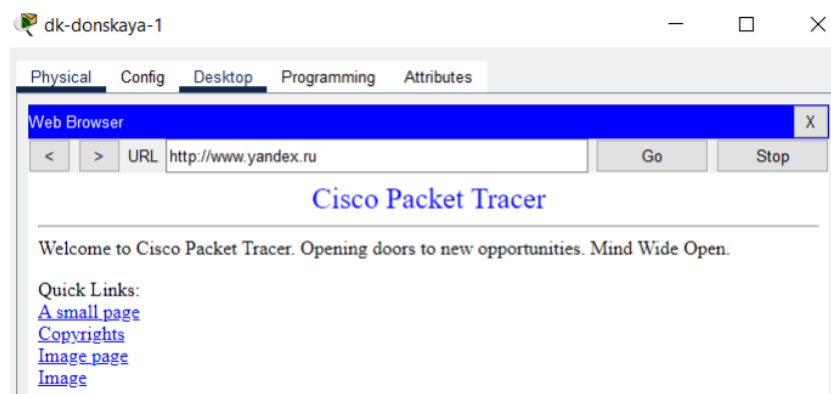 dk-donskaya-1
Physical Config Desktop Programming Attributes
Web Browser X
< > URL http://www.yandex.ru Go Stop
Cisco Packet Tracer
Welcome to Cisco Packet Tracer. Opening doors to new opportunities. Mind Wide Open.
Quick Links:
A small page
Copyrights
Image page
Image